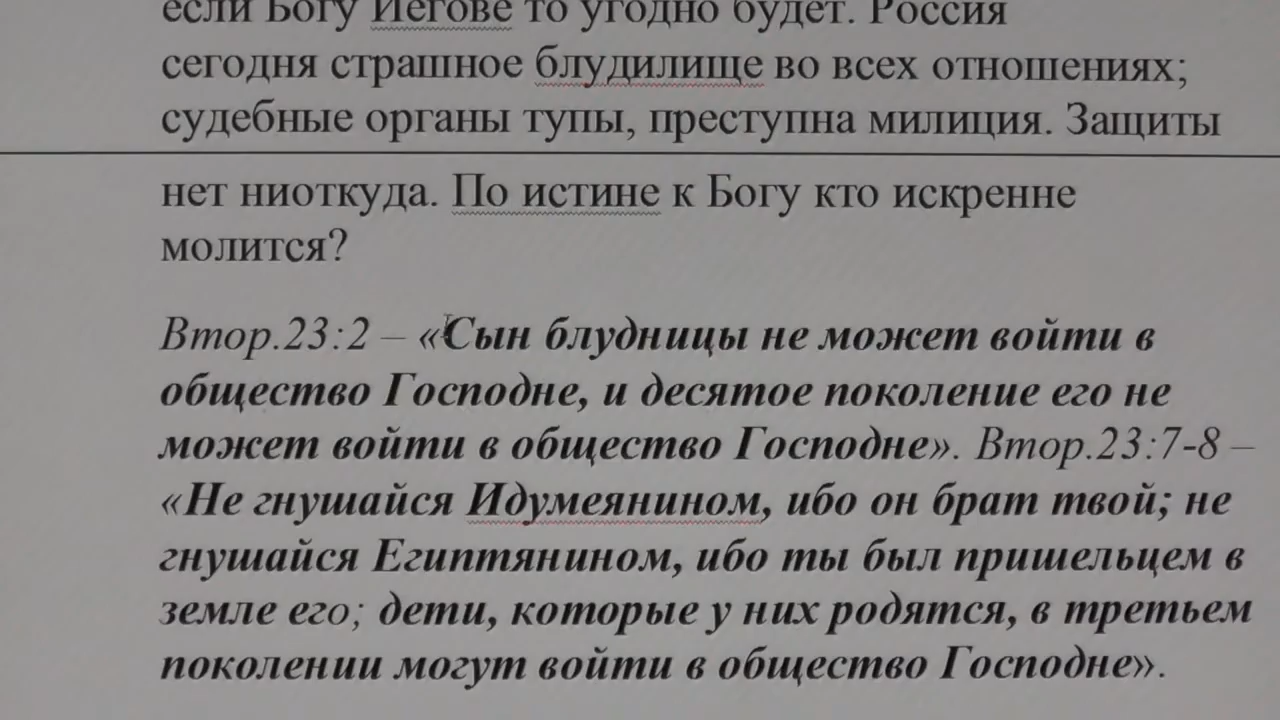 если Богу Иегове то угодно будет. Россия
сегодня страшное блудилище во всех отношениях;
судебные органы тупы, преступна милиция. Защиты
нет ниоткуда. По истине к Богу кто искренне
молится?
Втор.23:2 – «Сын блудницы не может войти в
общество Господне, и десятое поколение его не
может войти в общество Господне». Втор.23:7-8 –
«Не гнушайся Идумеянином, ибо он брат твой; не
гнушайся Египтянином, ибо ты был пришельцем в
земле его; дети, которые у них родятся, в третьем
поколении могут войти в общество Господне».